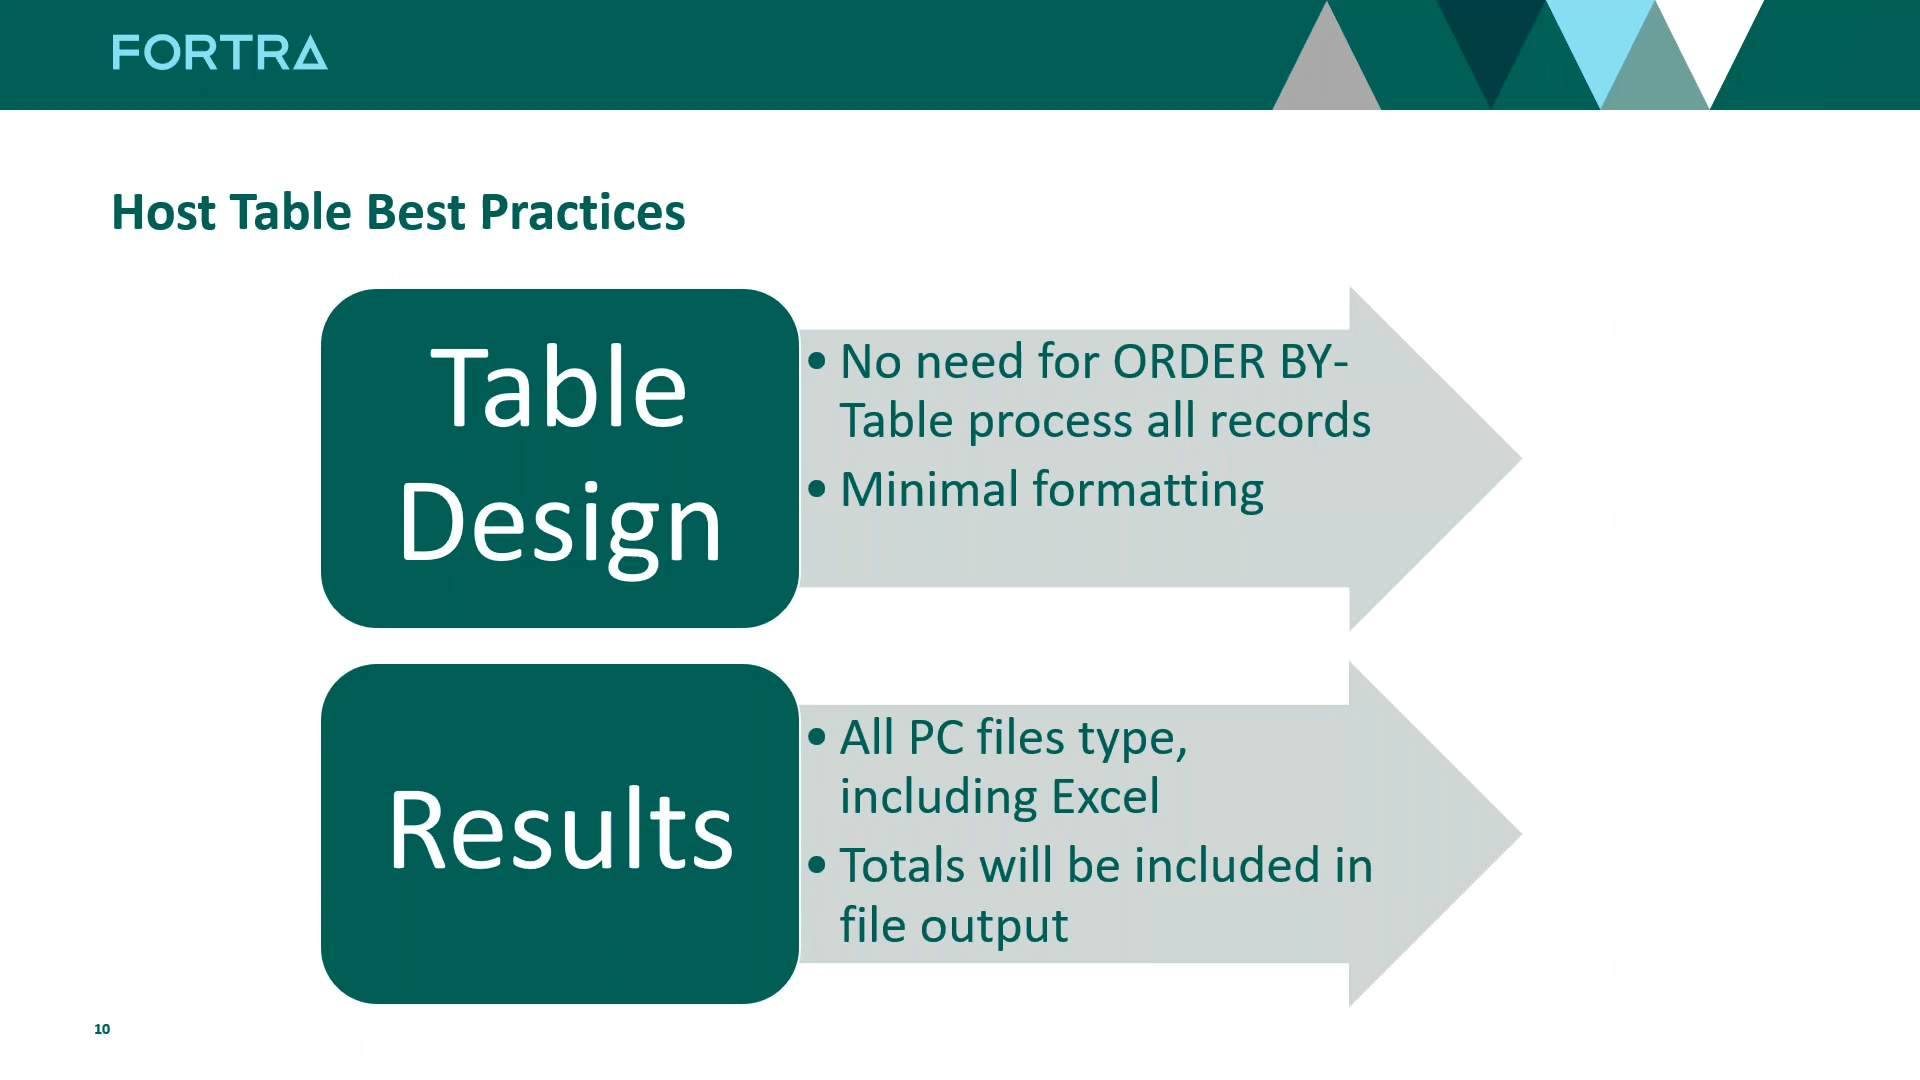 FORTRA
Host Table Best Practices
Table
Design
• No need for ORDER BY-
Table process all records
• Minimal formatting
Results
• All PC files type,
including Excel
• Totals will be included in
file output
10